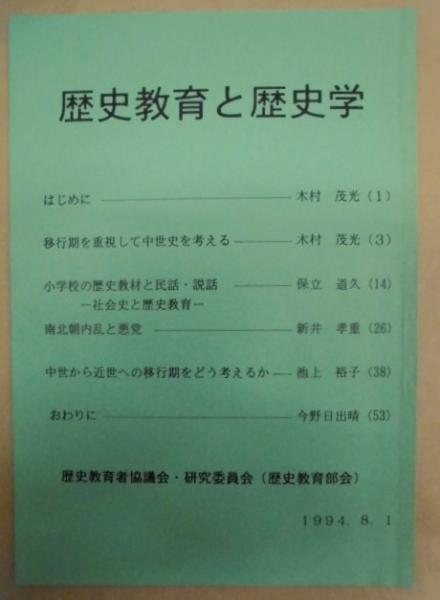 歴史教育と歴史学
はじめに ―――― 木村 茂光（1）
移行期を重視して中世史を考える ―― 木村 茂光（3）
小学校の歴史教材と民話・説話 ―― 保立 道久（14）
―社会史と歴史教育―
南北朝内乱と悪党 ―――― 新井 孝重（26）
中世から近世への移行期をどう考えるか ― 池上 裕子（38）
おわりに ―――― 今野日出晴（53）
歴史教育者協議会・研究委員会（歴史教育部会）
1994. 8. 1